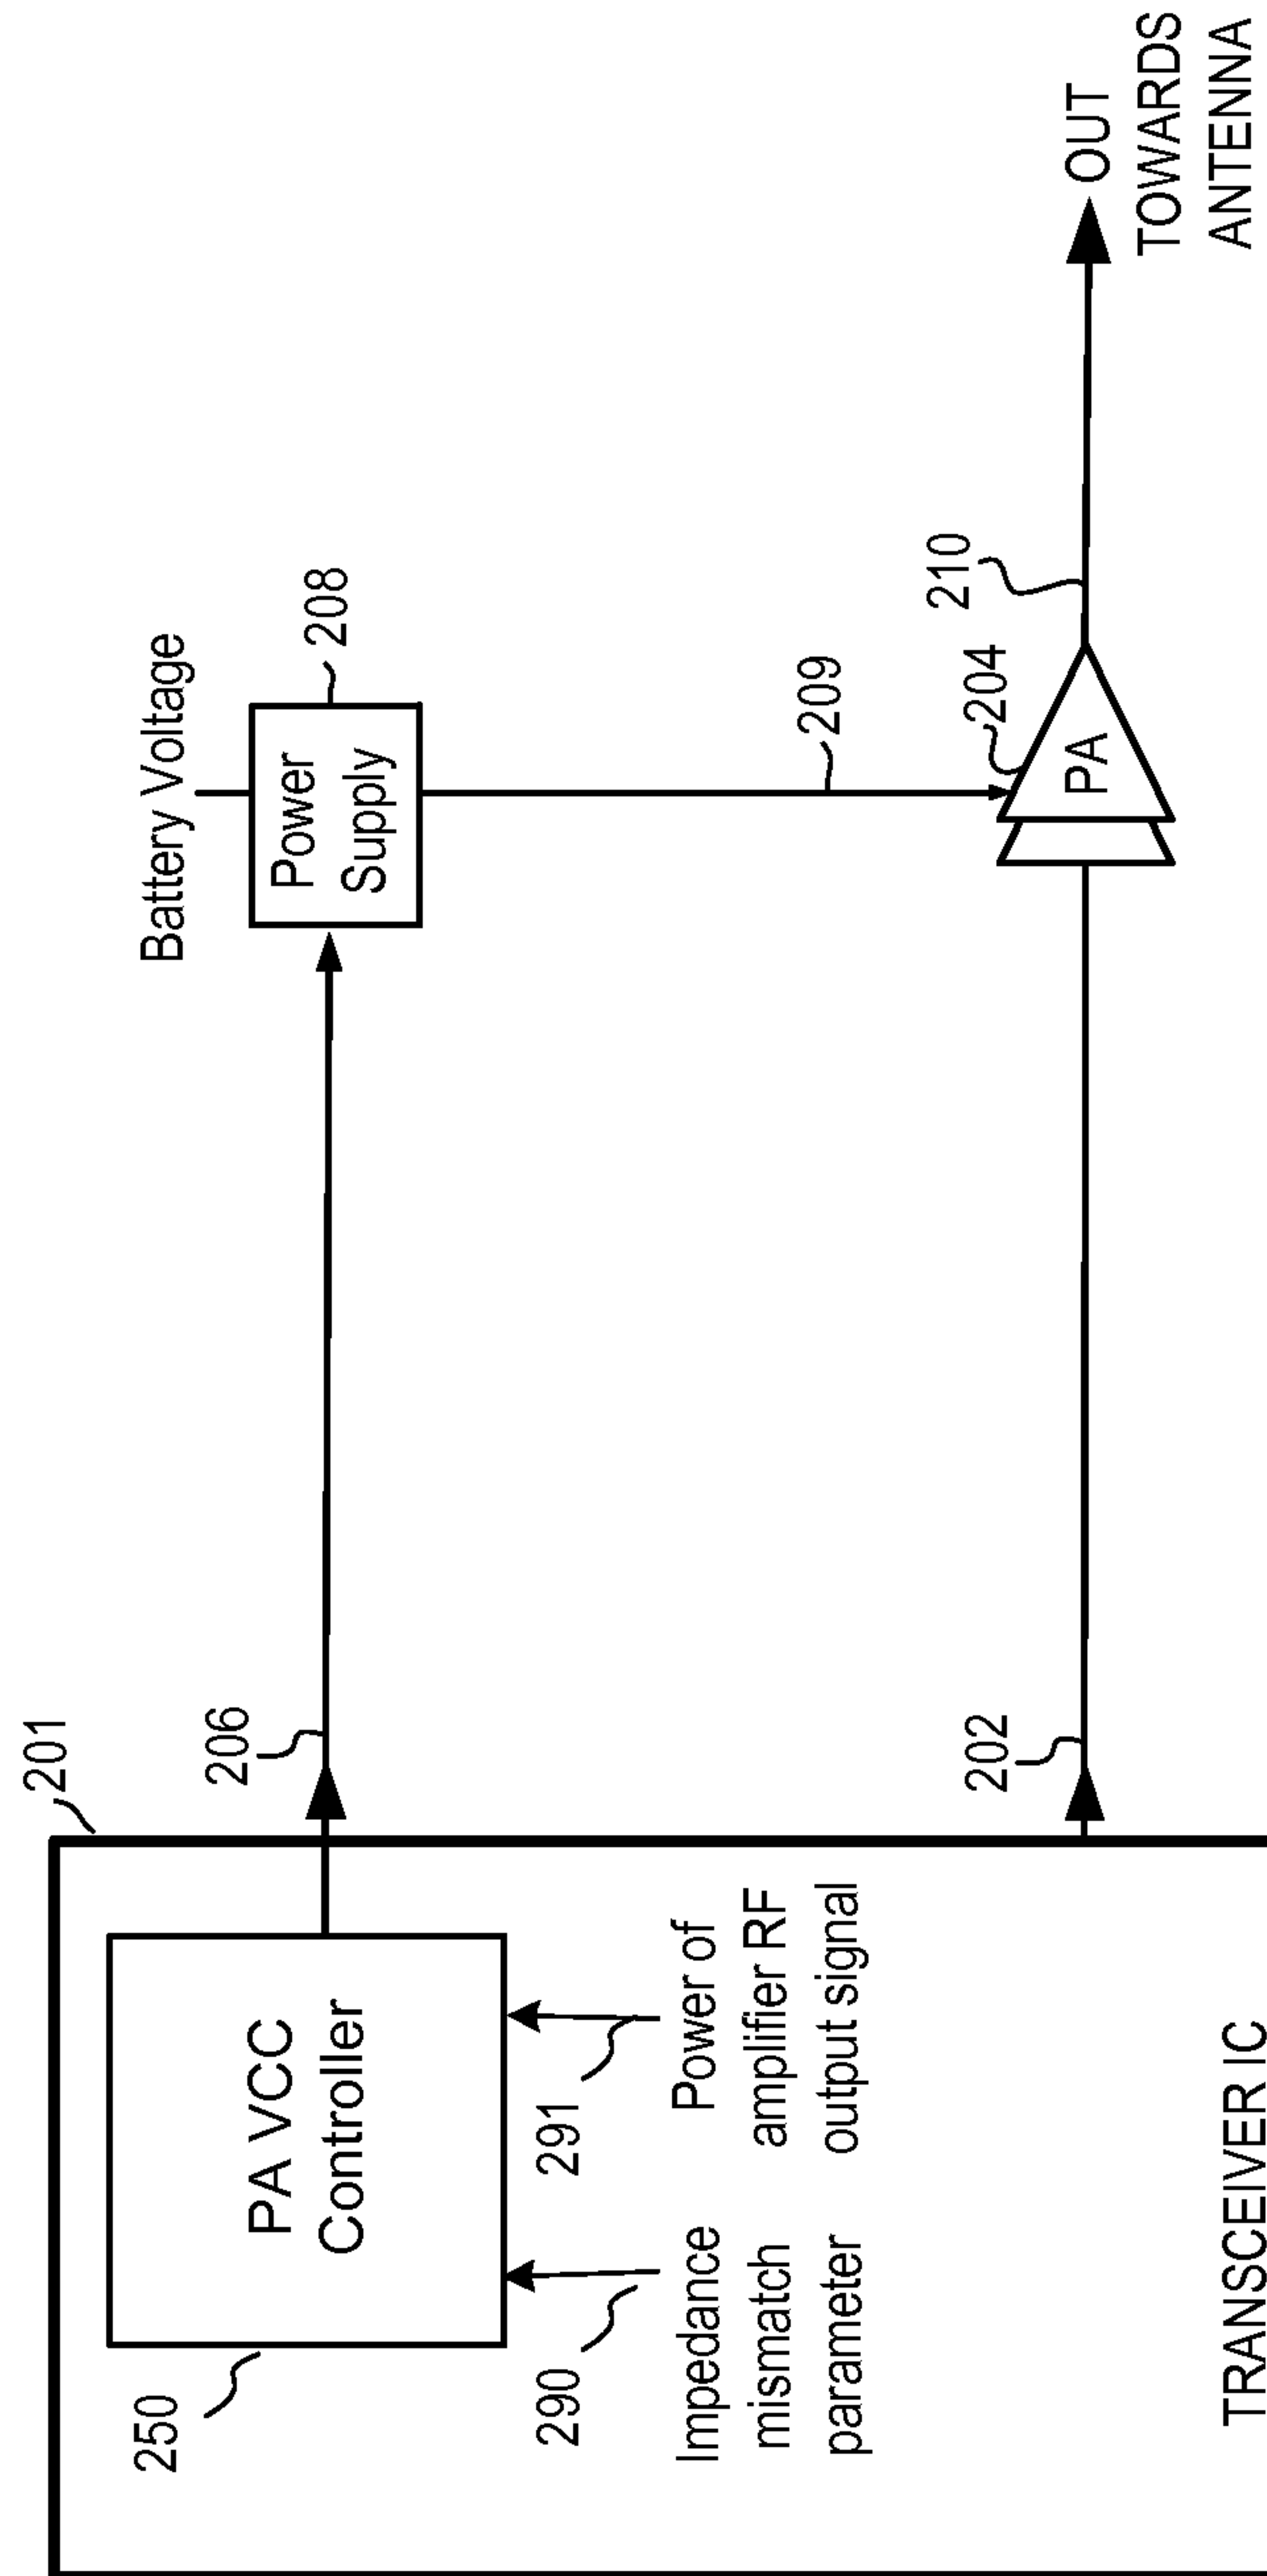 201
250
PA VCC
Controller
206
Battery Voltage
Power
Supply
208
290
291
Impedance
mismatch
parameter
Power of
amplifier RF
output signal
209
202
204
PA
210
OUT
TOWARDS
ANTENNA
TRANSCEIVER IC